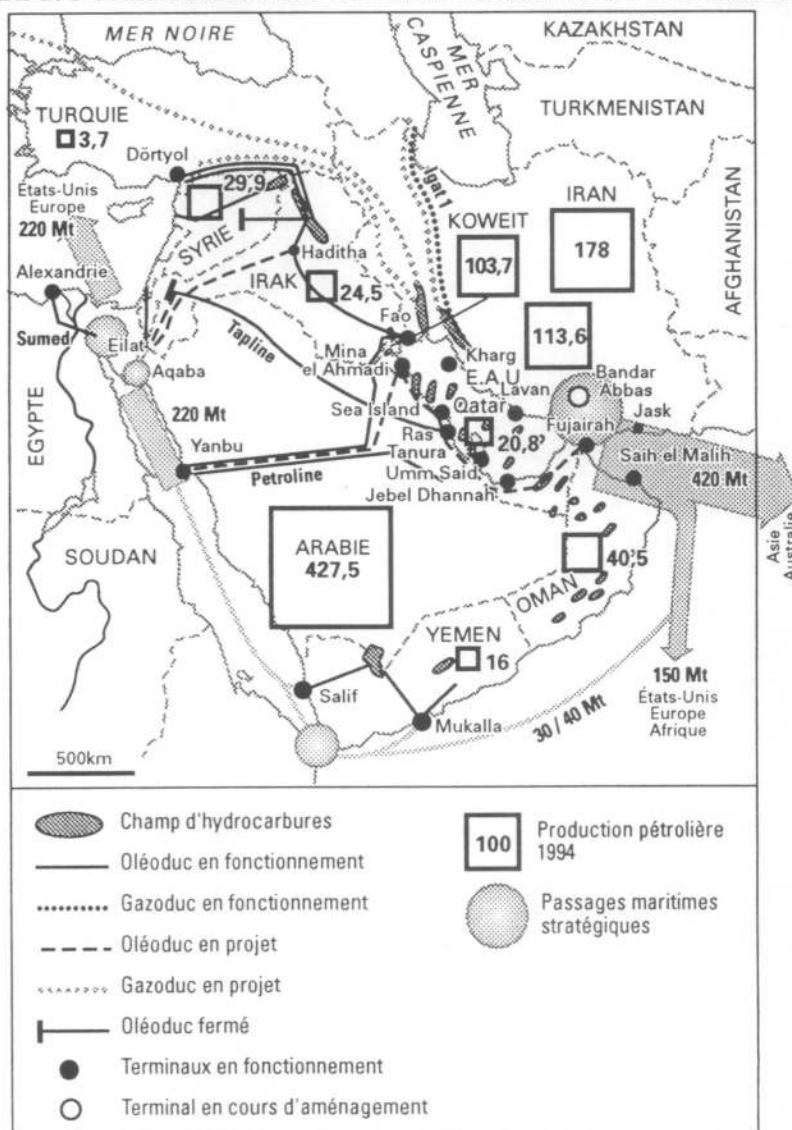 MER NOIRE
MER
CASPIENNE
KAZAKHSTAN
TURKMENISTAN
TURQUIE
3,7
Dörtyol
États-Unis
Europe
220 Mt
29,9
Igat 1
KOWEIT
103,7
IRAN
178
AFGHANISTAN
Alexandrie
SYRIE
Haditha
IRAK
24,5
Sumed
Eilat
Tapline
Fao
113,6
Aqaba
Mina
el Ahmadi
Kharg
E.A.U
Lavan
Bandar
Abbas
Jask
EGYPTE
220 Mt
Sea Island
Qatar
Fujairah
Yanbu
Petroline
Ras
Tanura
20,8
Saih el Malih
420 Mt
Umm Said
Jebel Dhannah
Asie
Australie
SOUDAN
ARABIE
427,5
40,5
OMAN
YEMEN
16
150 Mt
États-Unis
Europe
Afrique
Salif
30 / 40 Mt
Mukalla
500km
Champ d'hydrocarbures
Oléoduc en fonctionnement
Gazoduc en fonctionnement
Oléoduc en projet
Gazoduc en projet
Oléoduc fermé
Terminaux en fonctionnement
Terminal en cours d'aménagement
100
Production pétrolière
1994
Passages maritimes
stratégiques